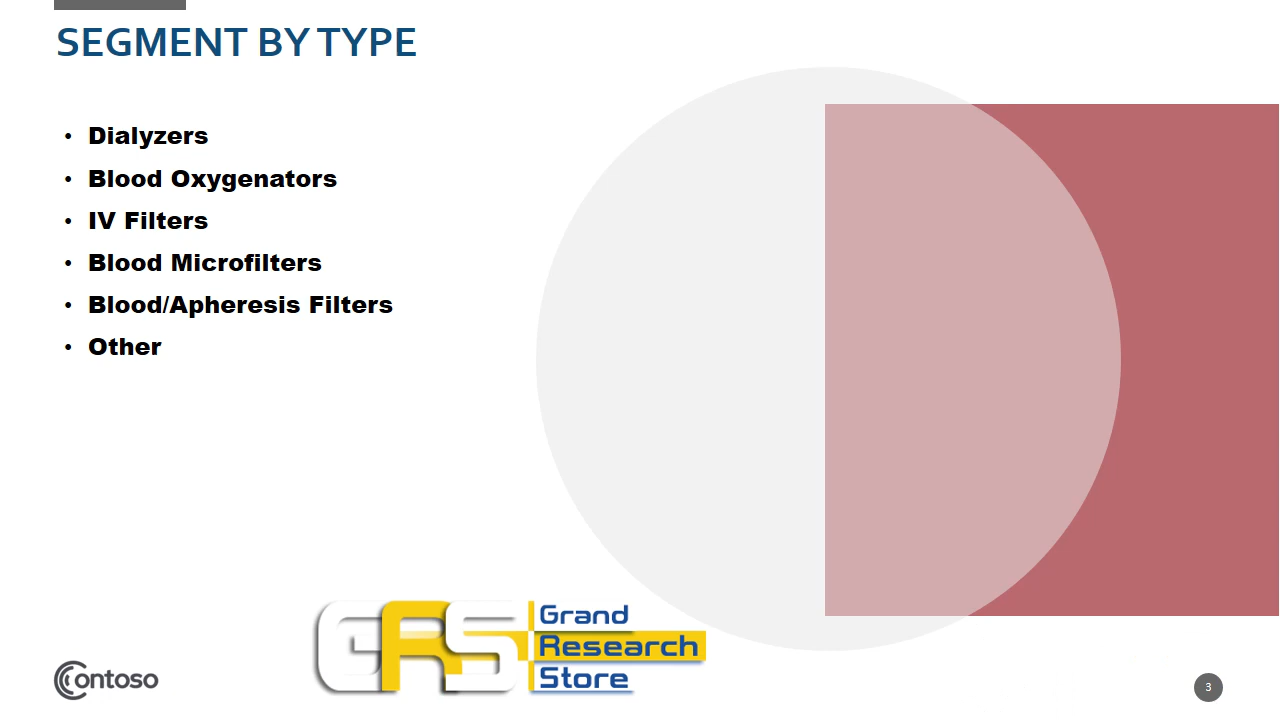 SEGMENT BY TYPE
• Dialyzers
• Blood Oxygenators
• IV Filters
• Blood Microfilters
• Blood/Apheresis Filters
• Other
GRS
Grand
Research
Store
Contoso
3